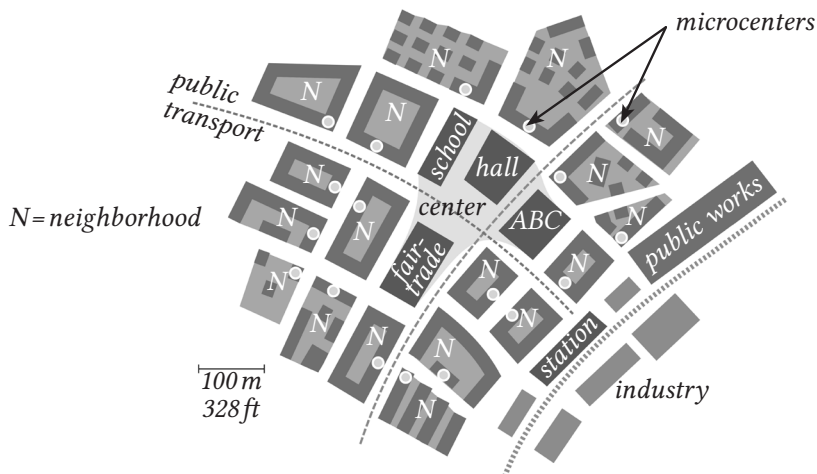 microcenters
N
N
public
transport
N
N
N
school
hall
N
N
N = neighborhood
N
center
ABC
public works
N
N
fair-
trade
N
N
N
N
N
station
N
N
100 m
328 ft
industry
N